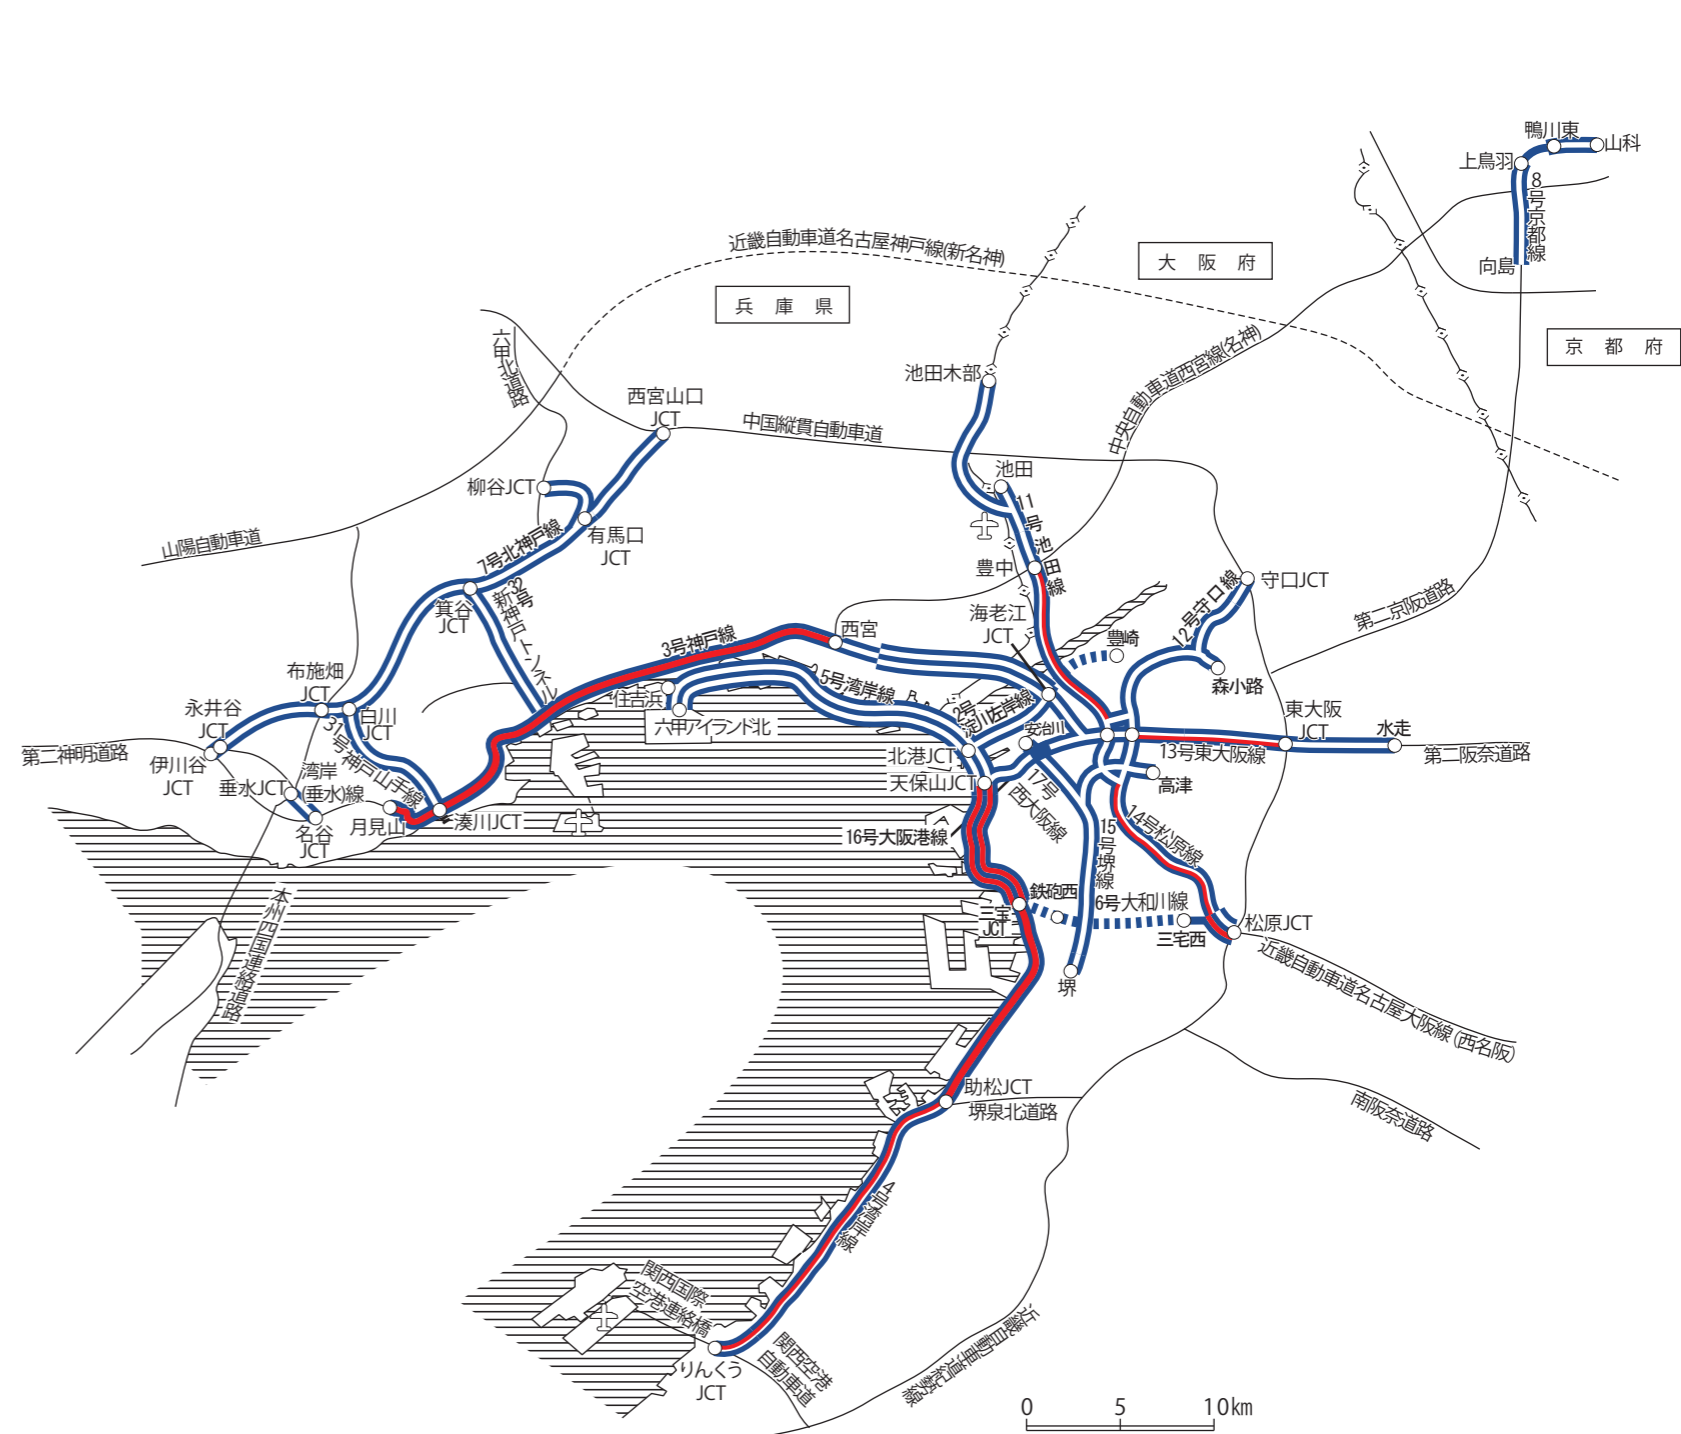 鴨川東
山科
上鳥羽
8号京都線
向島
近畿自動車道名古屋神戸線(新名神)
大阪府
兵庫県
京都府
六甲北道路
池田木部
中央自動車道西宮線(名神)
西宮山口
JCT
中国縦貫自動車道
柳谷JCT
池田
11号池田線
山陽自動車道
7号北神戸線
有馬口
JCT
豊中
箕谷
JCT
32号
新神戸トンネル
守口JCT
12号守口線
第二京阪道路
海老江
JCT
豊崎
西宮
3号神戸線
森小路
布施畑
JCT
永井谷
JCT
白川
JCT
住吉浜
六甲アイランド北
5号湾岸線
2号
淀川左岸線
安治川
東大阪
JCT
水走
第二神明道路
伊川谷
JCT
31号神戸山手線
北港JCT
天保山JCT
13号東大阪線
第二阪奈道路
垂水JCT
湾岸
(垂水)線
高津
17号
西大阪線
名谷
JCT
月見山
湊川JCT
16号大阪港線
15号堺線
14号松原線
鉄砲西
三宝
JCT
6号大和川線
三宅西
松原JCT
本州四国連絡道路
近畿自動車道名古屋大阪線(西名阪)
堺
助松JCT
堺泉北道路
南阪奈道路
4号湾岸線
関西国際
空港連絡橋
りんくう
JCT
関西空港
自動車道
近畿自動車道紀勢線
0 5 10km